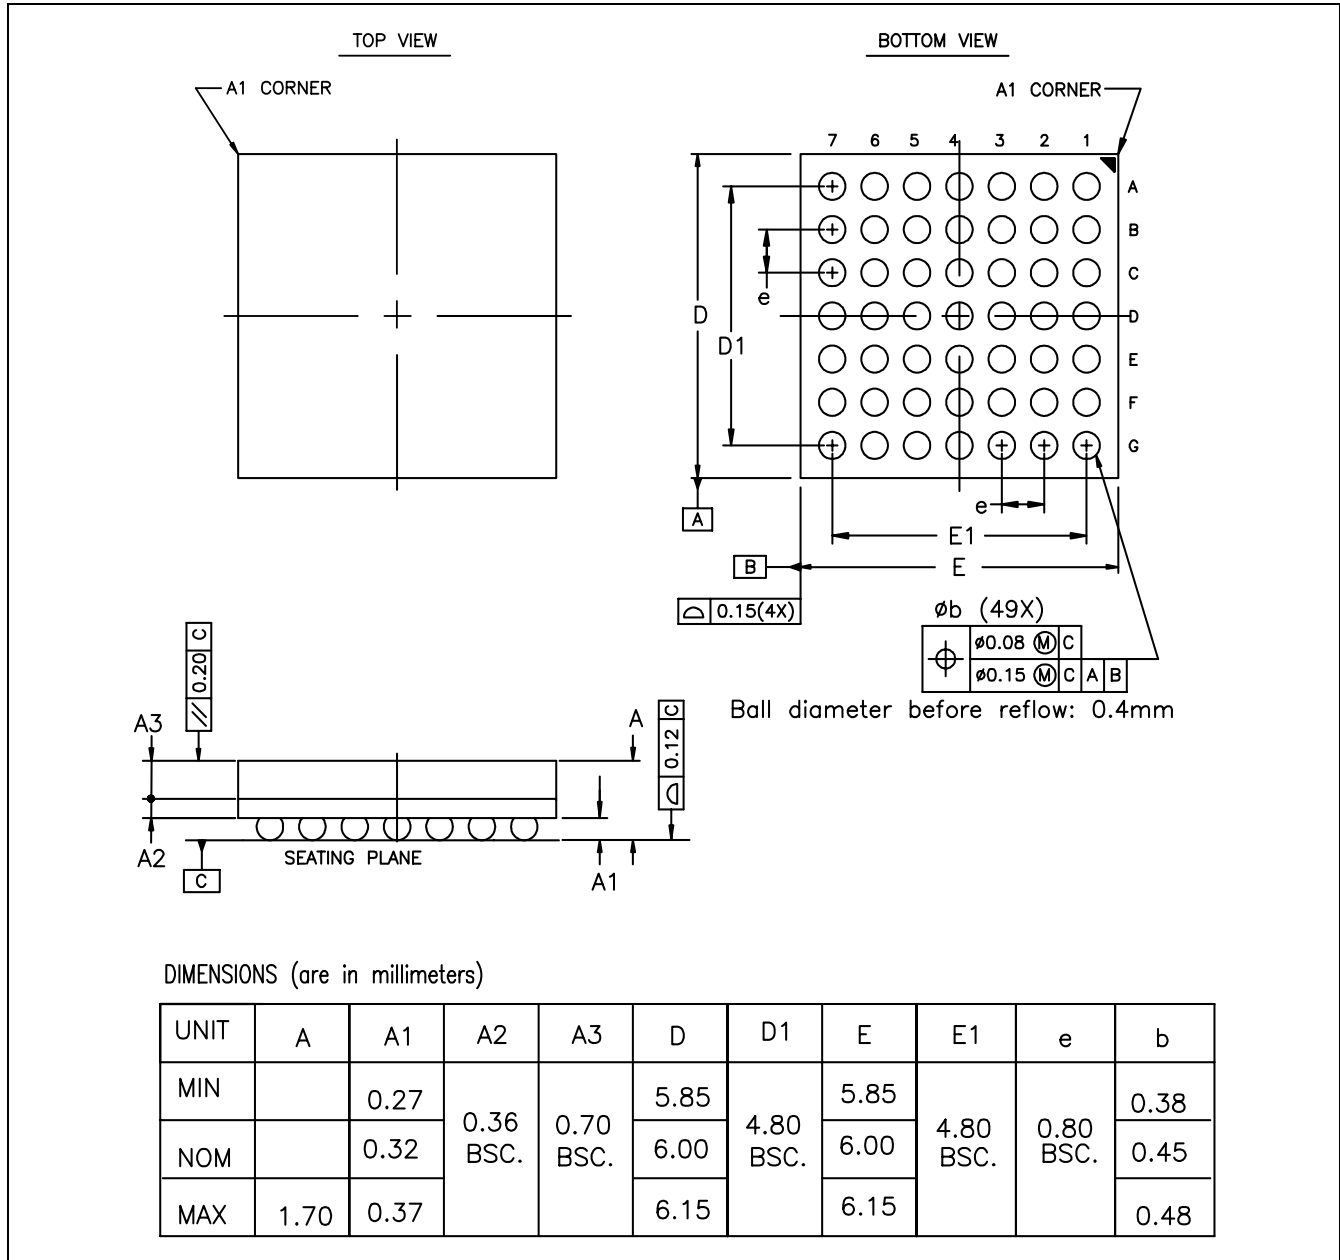 TOP VIEW
BOTTOM VIEW
A1 CORNER
A1 CORNER
7 6 5 4 3 2 1
A
B
C
D
E
F
G
e
D
D1
e
A
E1
B
E
⌓ 0.15(4X)
øb (49X)
⌖ ø0.08 Ⓜ C
ø0.15 Ⓜ C A B
Ball diameter before reflow: 0.4mm
// 0.20 C
A3
A
⌓ 0.12 C
A2
SEATING PLANE
C
A1
DIMENSIONS (are in millimeters)
UNIT A A1 A2 A3 D D1 E E1 e b
MIN 0.27 5.85 5.85 0.38
0.36 BSC. 0.70 BSC. 4.80 BSC. 4.80 BSC. 0.80 BSC.
NOM 0.32 6.00 6.00 0.45
MAX 1.70 0.37 6.15 6.15 0.48